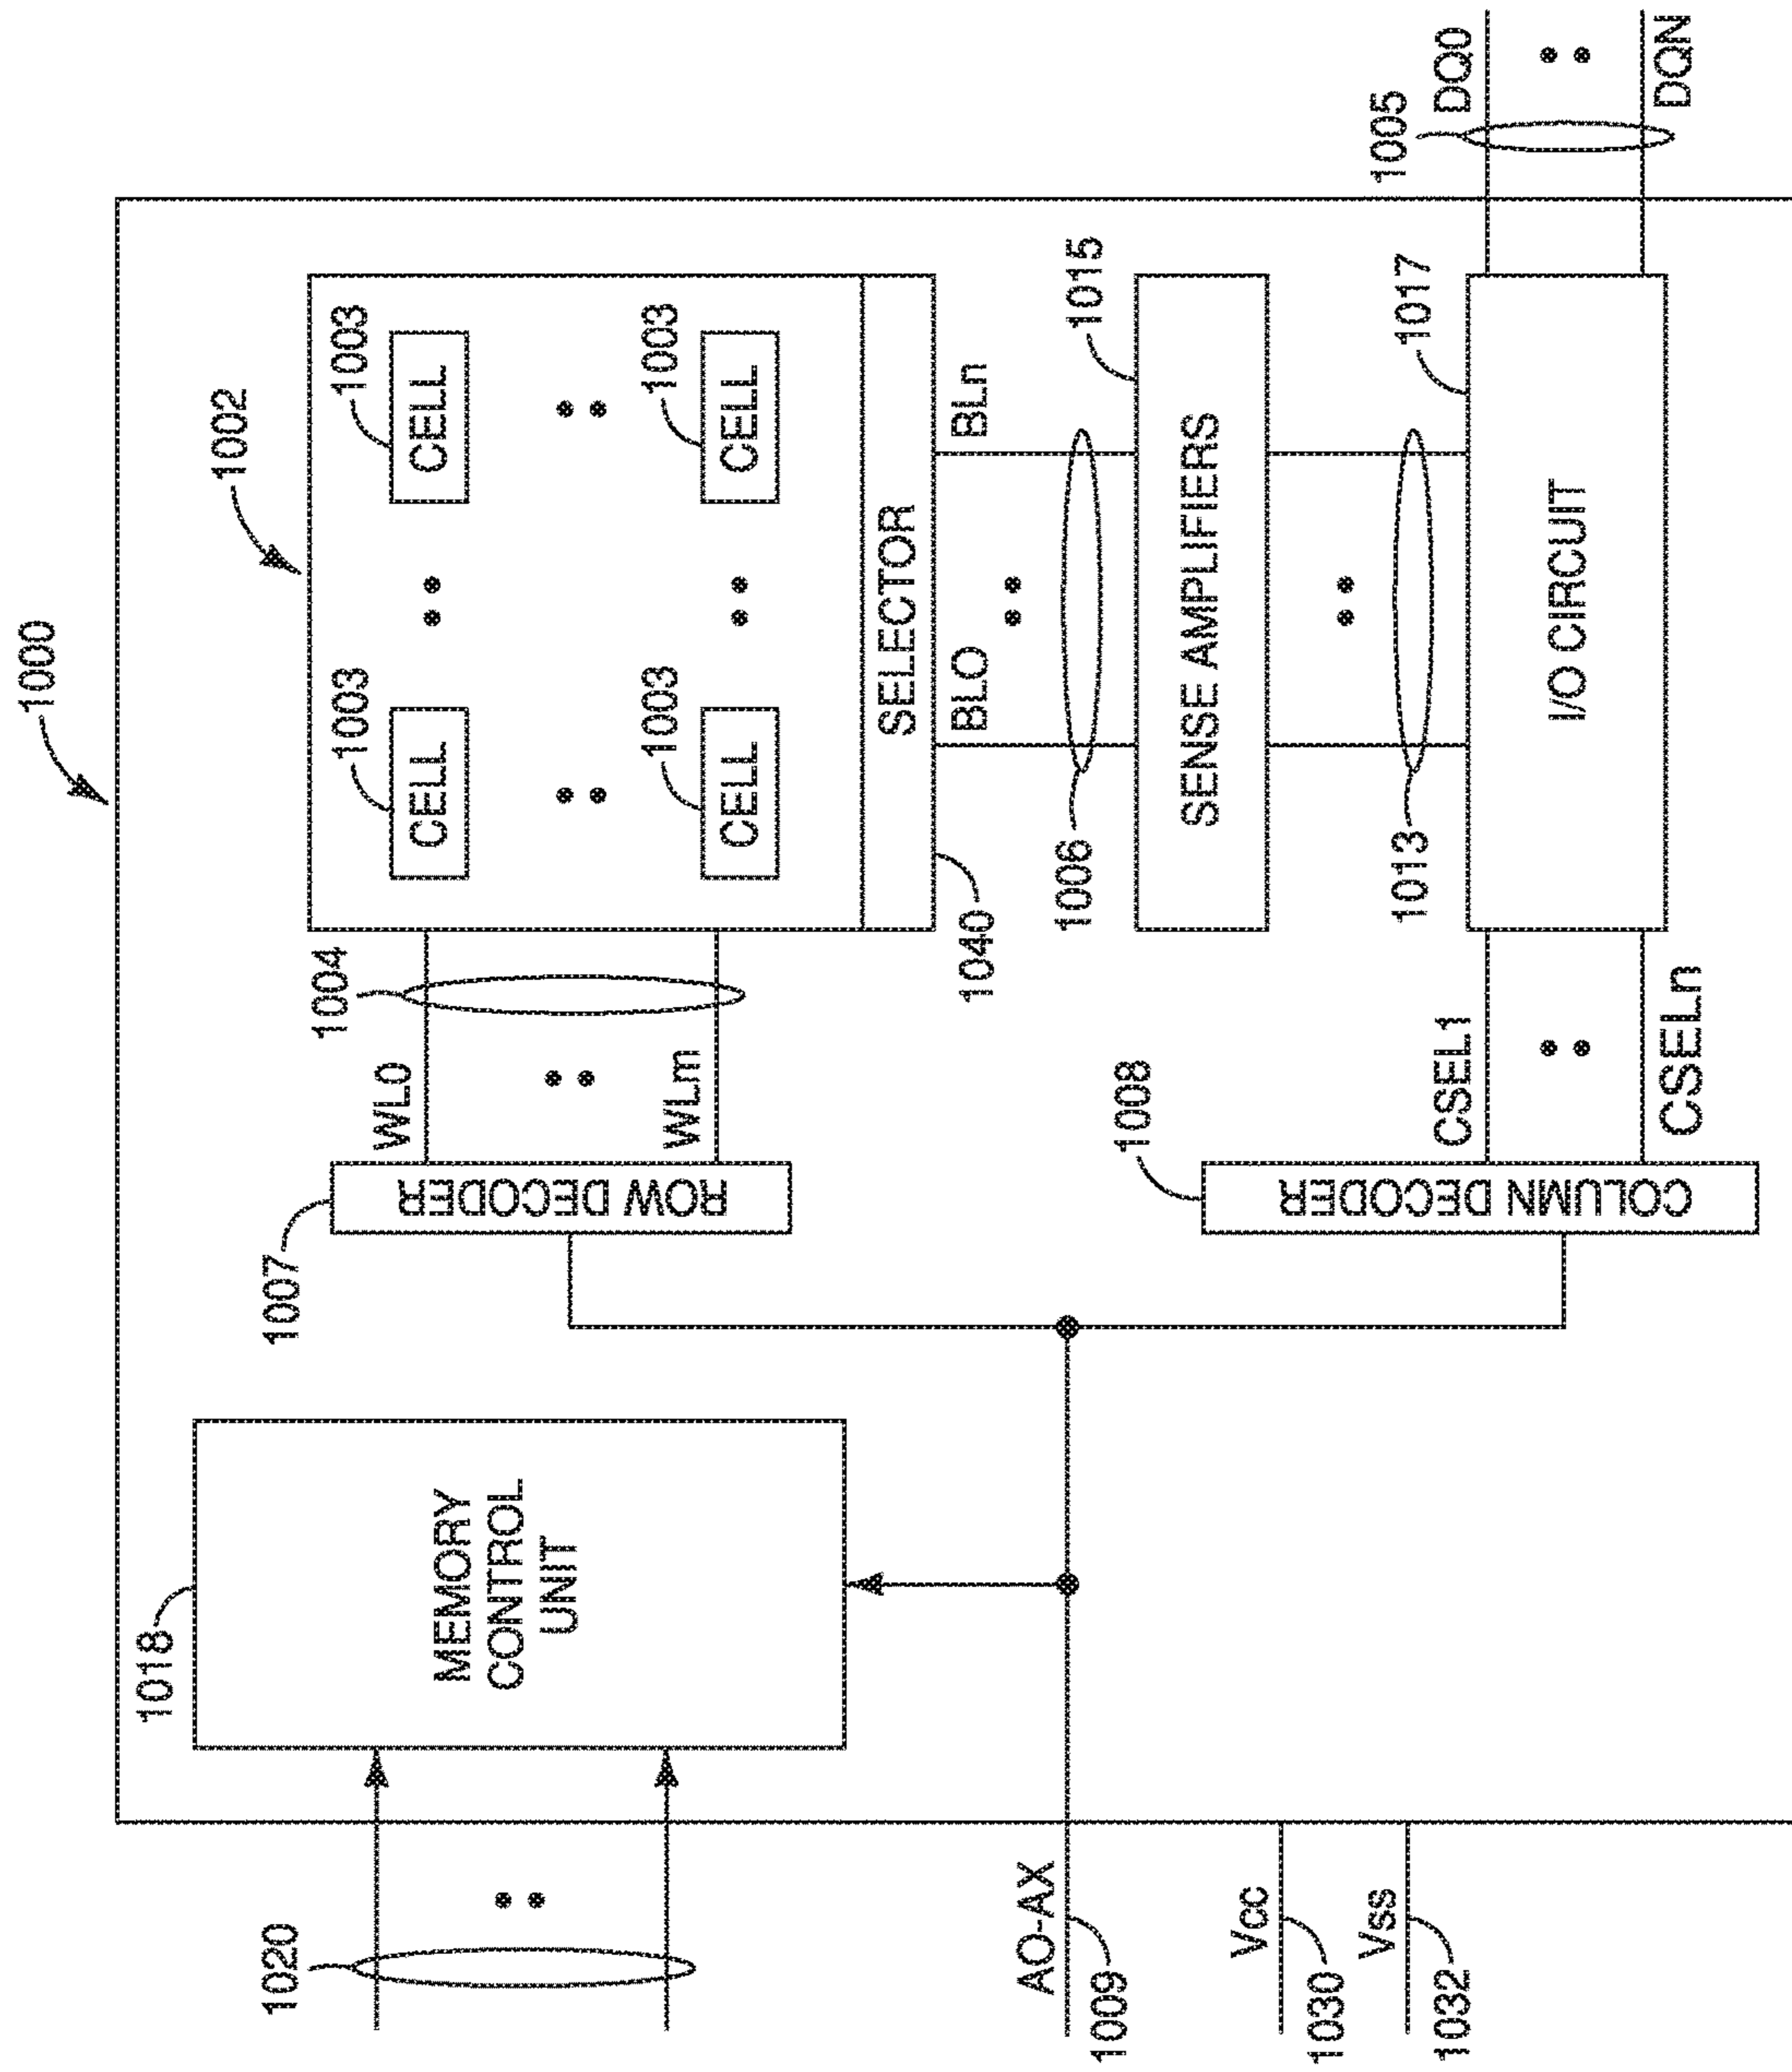 1000
1020
1018
MEMORY
CONTROL
UNIT
1007
ROW DECODER
WL0
WLm
1004
1002
1003
CELL
1003
CELL
1003
CELL
1003
CELL
SELECTOR
1040
BLO
BLn
1006
SENSE AMPLIFIERS
1015
1013
I/O CIRCUIT
1017
1008
COLUMN DECODER
CSEL1
CSELn
1005
DQ0
DQN
AO-AX
1009
Vcc
1030
Vss
1032